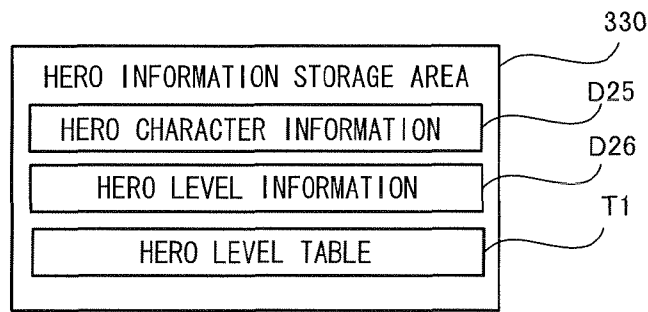 330
HERO INFORMATION STORAGE AREA
D25
HERO CHARACTER INFORMATION
D26
HERO LEVEL INFORMATION
T1
HERO LEVEL TABLE